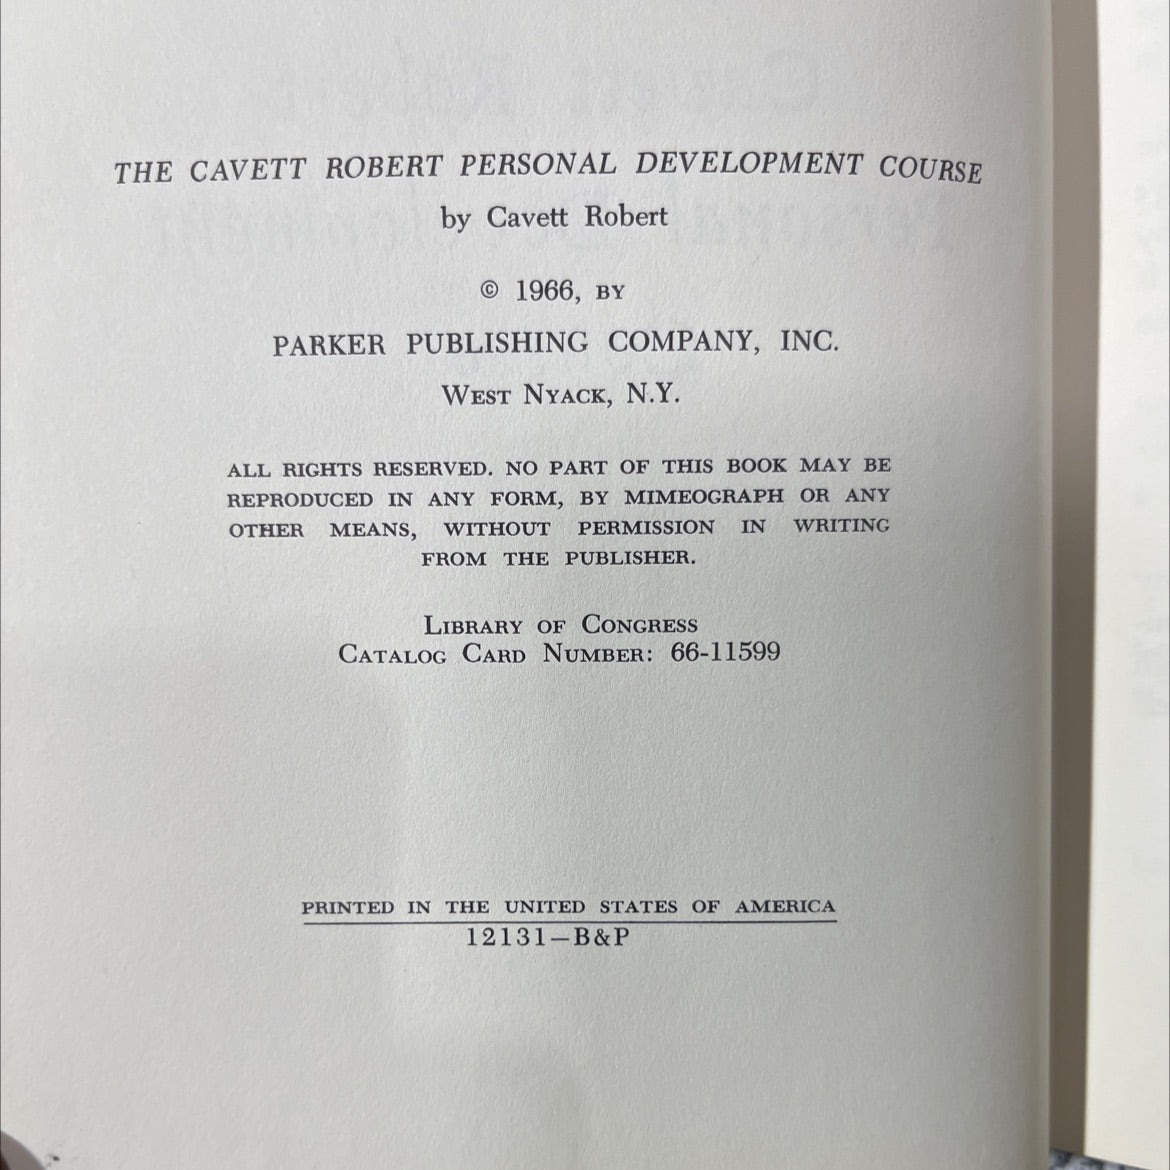 THE CAVETT ROBERT PERSONAL DEVELOPMENT COURSE
by Cavett Robert
© 1966, BY
PARKER PUBLISHING COMPANY, INC.
WEST NYACK, N.Y.
ALL RIGHTS RESERVED. NO PART OF THIS BOOK MAY BE
REPRODUCED IN ANY FORM, BY MIMEOGRAPH OR ANY
OTHER MEANS, WITHOUT PERMISSION IN WRITING
FROM THE PUBLISHER.
LIBRARY OF CONGRESS
CATALOG CARD NUMBER: 66-11599
PRINTED IN THE UNITED STATES OF AMERICA
12131—B&P